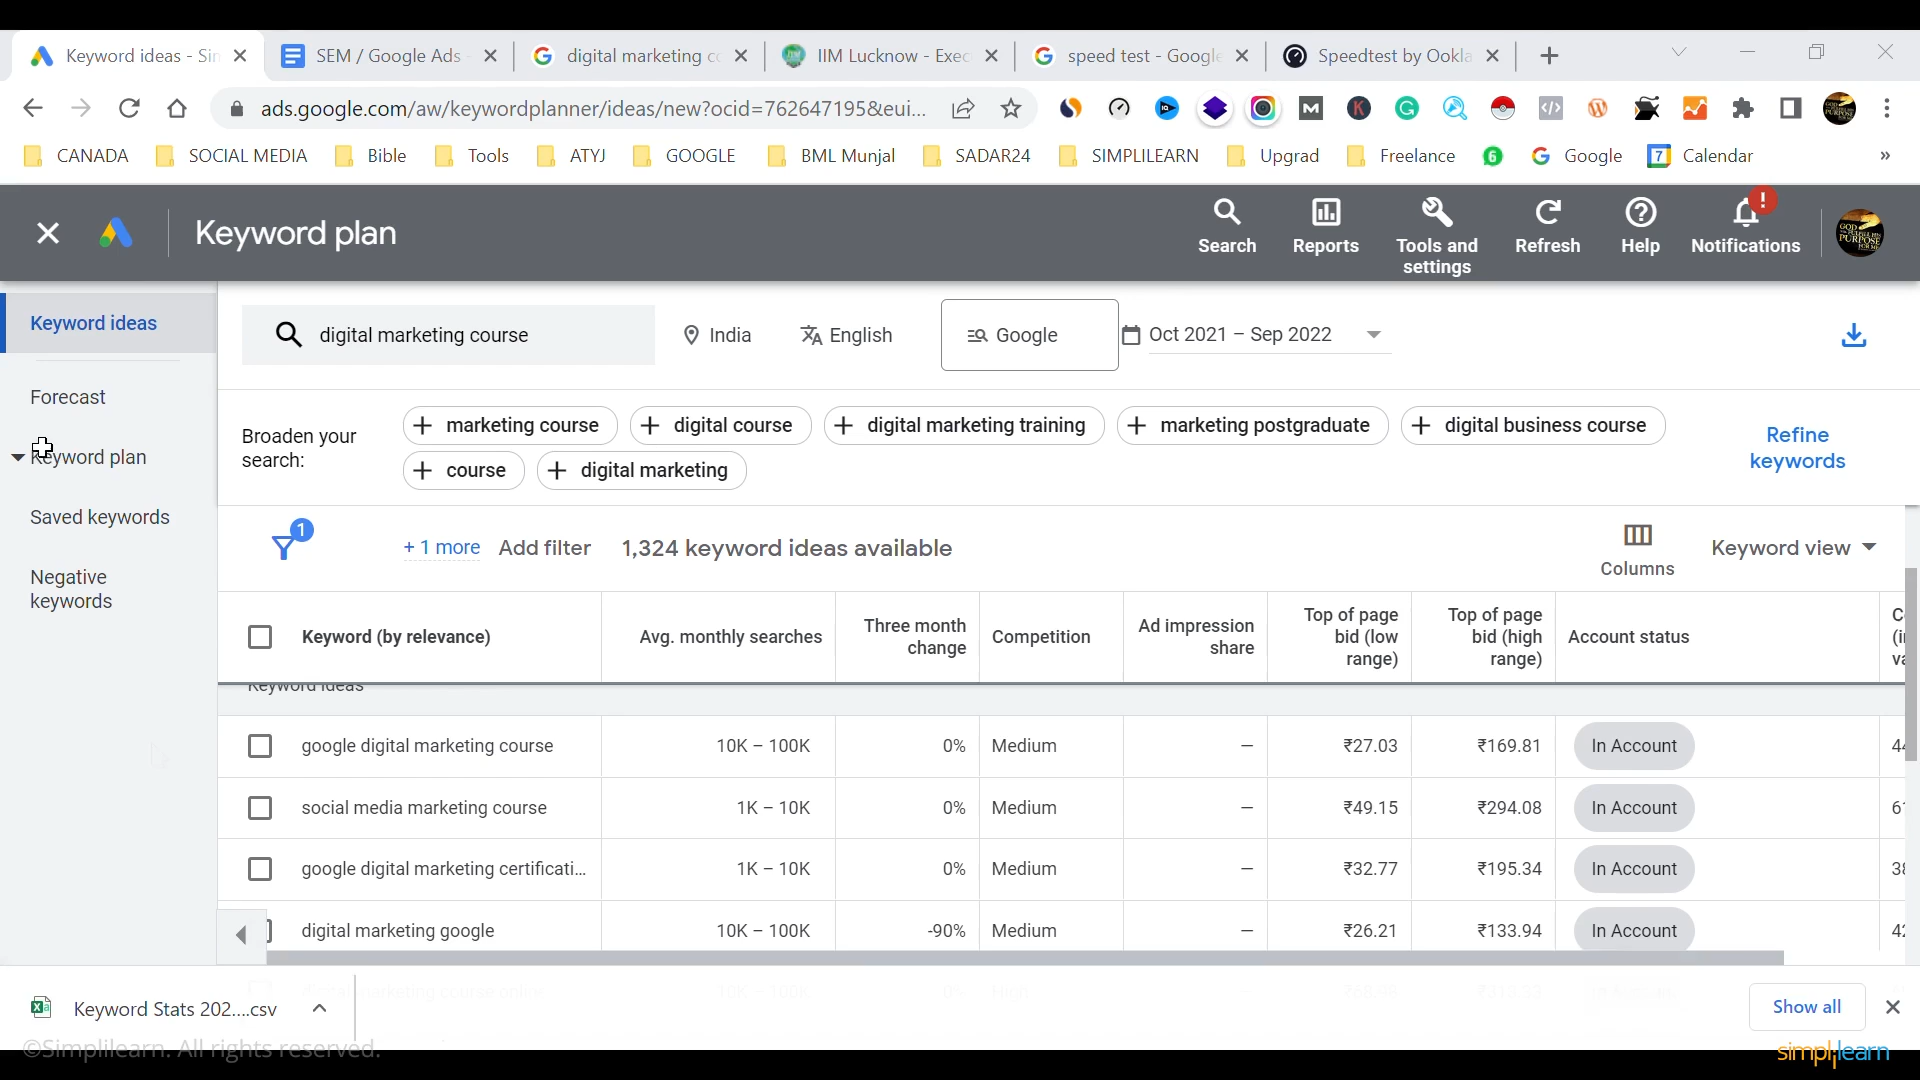 Keyword ideas - Sin
SEM / Google Ads
digital marketing co
IIM Lucknow - Exec
speed test - Google
Speedtest by Ookla
ads.google.com/aw/keywordplanner/ideas/new?ocid=762647195&eui...
CANADA
SOCIAL MEDIA
Bible
Tools
ATYJ
GOOGLE
BML Munjal
SADAR24
SIMPLILEARN
Upgrad
Freelance
Google
7 Calendar
»
Keyword plan
Search
Reports
Tools and
settings
Refresh
Help
Notifications
Keyword ideas
Forecast
Keyword plan
Saved keywords
Negative
keywords
digital marketing course
India
English
Google
Oct 2021 – Sep 2022
Broaden your
search:
+ marketing course
+ digital course
+ digital marketing training
+ marketing postgraduate
+ digital business course
+ course
+ digital marketing
Refine
keywords
1
+ 1 more
Add filter
1,324 keyword ideas available
Columns
Keyword view
Keyword (by relevance)
Avg. monthly searches
Three month
change
Competition
Ad impression
share
Top of page
bid (low
range)
Top of page
bid (high
range)
Account status
Keyword ideas
google digital marketing course 10K – 100K 0% Medium – ₹27.03 ₹169.81 In Account
social media marketing course 1K – 10K 0% Medium – ₹49.15 ₹294.08 In Account
google digital marketing certificati... 1K – 10K 0% Medium – ₹32.77 ₹195.34 In Account
digital marketing google 10K – 100K -90% Medium – ₹26.21 ₹133.94 In Account
Keyword Stats 202....csv
Show all
©Simplilearn. All rights reserved.
simplilearn